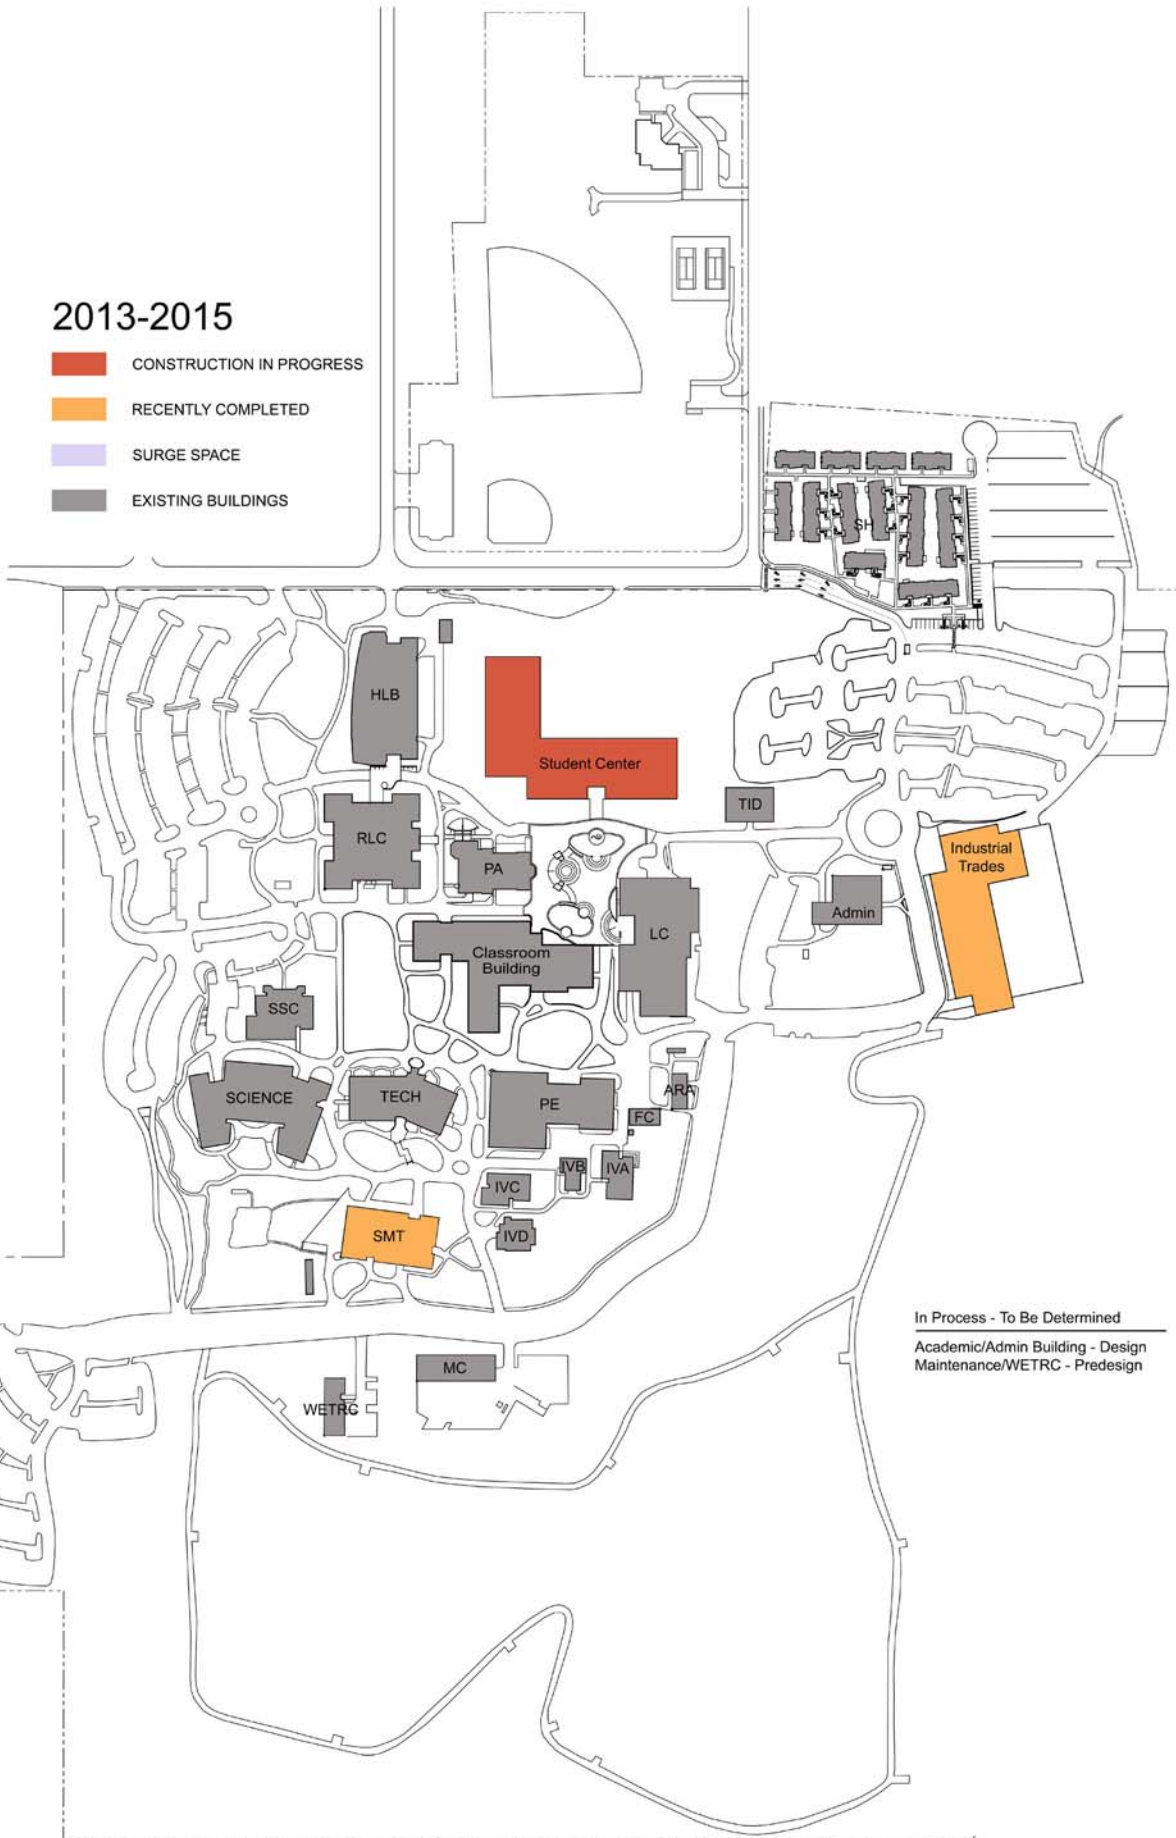 2013-2015
CONSTRUCTION IN PROGRESS
RECENTLY COMPLETED
SURGE SPACE
EXISTING BUILDINGS
SH
HLB
Student Center
TID
RLC
PA
Industrial
Trades
Admin
LC
Classroom
Building
SSC
SCIENCE
TECH
PE
ARA
FC
IVB
IVA
IVC
IVD
SMT
In Process - To Be Determined
Academic/Admin Building - Design
Maintenance/WETRC - Predesign
MC
WETRC